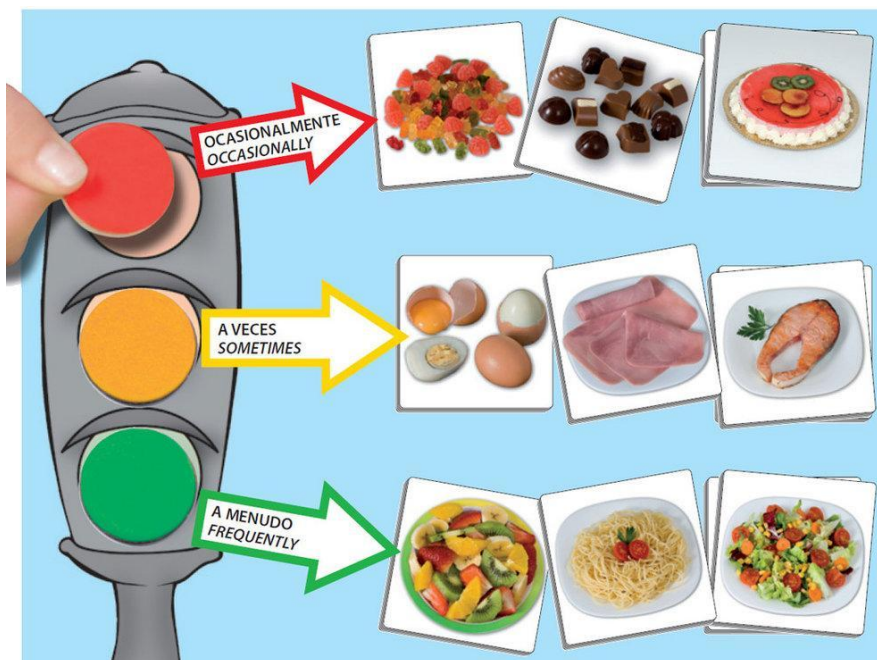 OCASIONALMENTE
OCCASIONALLY
A VECES
SOMETIMES
A MENUDO
FREQUENTLY